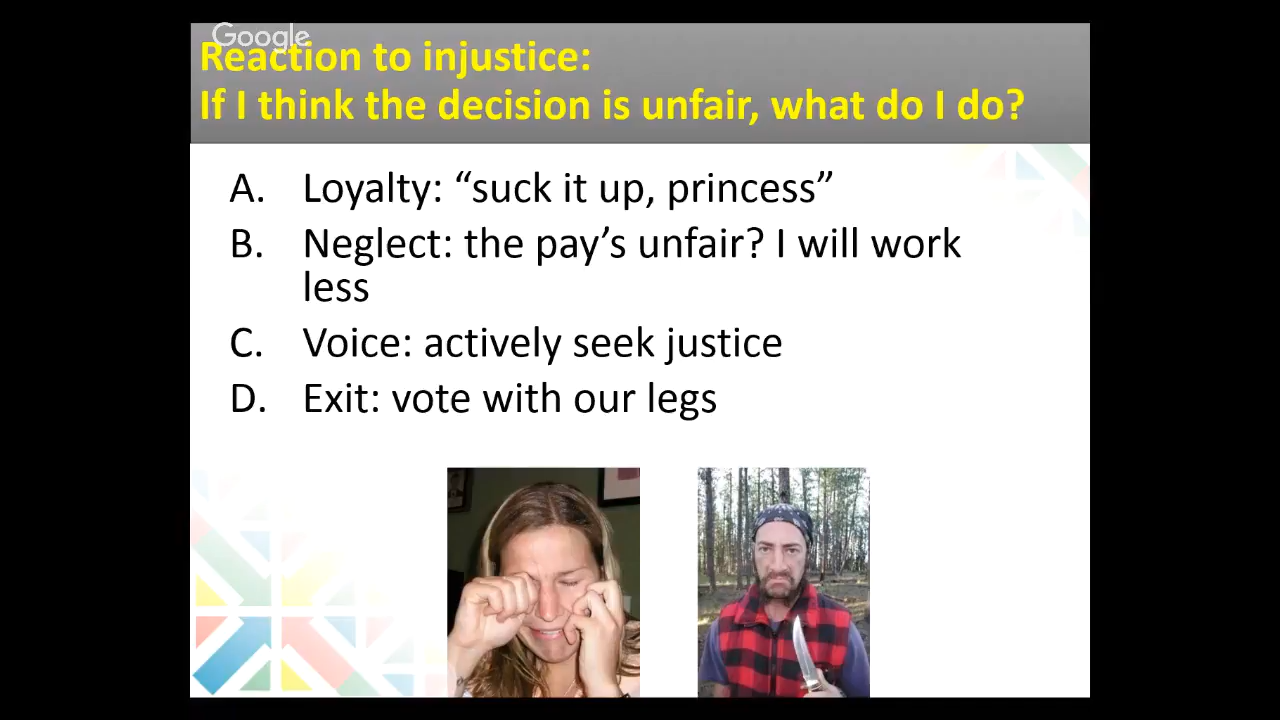 Google
Reaction to injustice:
If I think the decision is unfair, what do I do?
A. Loyalty: “suck it up, princess”
B. Neglect: the pay’s unfair? I will work
less
C. Voice: actively seek justice
D. Exit: vote with our legs